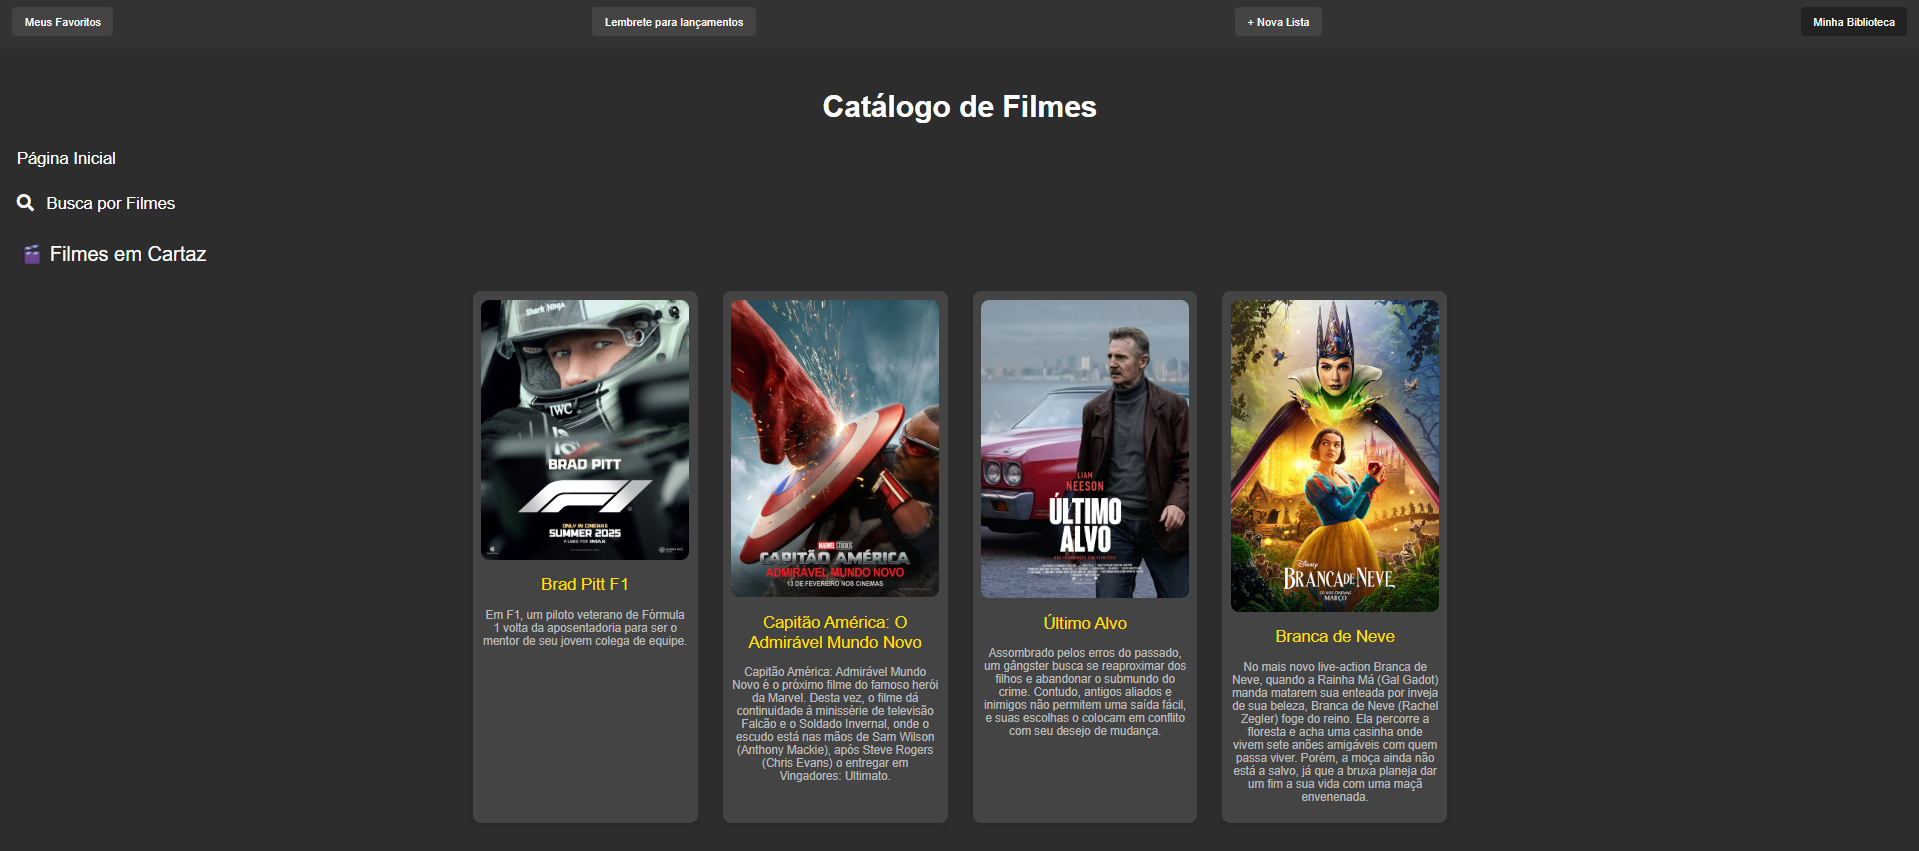 Meus Favoritos
Lembrete para lançamentos
+ Nova Lista
Minha Biblioteca
Catálogo de Filmes
Página Inicial
Busca por Filmes
Filmes em Cartaz
Shark NINJA
IWC
BRAD PITT
F1
ONLY IN CINEMAS
SUMMER 2025
FILMED FOR IMAX
Brad Pitt F1
Em F1, um piloto veterano de Fórmula
1 volta da aposentadoria para ser o
mentor de seu jovem colega de equipe.
MARVEL STUDIOS
CAPITÃO AMÉRICA
ADMIRÁVEL MUNDO NOVO
13 DE FEVEREIRO NOS CINEMAS
Capitão América: O
Admirável Mundo Novo
Capitão América: Admirável Mundo
Novo é o próximo filme do famoso herói
da Marvel. Desta vez, o filme dá
continuidade à minissérie de televisão
Falcão e o Soldado Invernal, onde o
escudo está nas mãos de Sam Wilson
(Anthony Mackie), após Steve Rogers
(Chris Evans) o entregar em
Vingadores: Ultimato.
LIAM
NEESON
ÚLTIMO
ALVO
Último Alvo
Assombrado pelos erros do passado,
um gângster busca se reaproximar dos
filhos e abandonar o submundo do
crime. Contudo, antigos aliados e
inimigos não permitem uma saída fácil,
e suas escolhas o colocam em conflito
com seu desejo de mudança.
Disney
BRANCA DE NEVE
SÓ NOS CINEMAS
MARÇO
Branca de Neve
No mais novo live-action Branca de
Neve, quando a Rainha Má (Gal Gadot)
manda matarem sua enteada por inveja
de sua beleza, Branca de Neve (Rachel
Zegler) foge do reino. Ela percorre a
floresta e acha uma casinha onde
vivem sete anões amigáveis com quem
passa viver. Porém, a moça ainda não
está a salvo, já que a bruxa planeja dar
um fim a sua vida com uma maçã
envenenada.